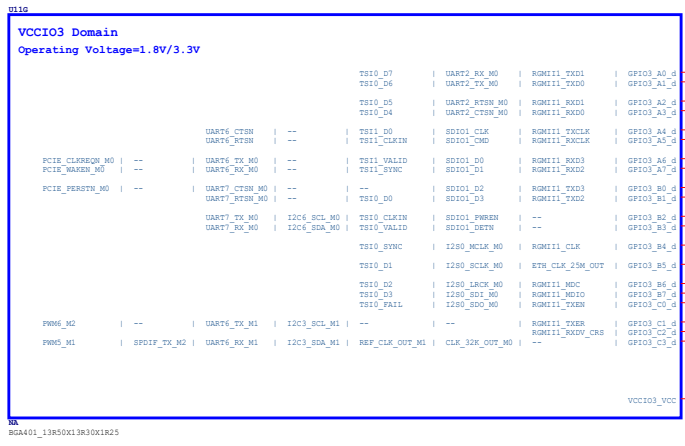 U11G
VCCIO3 Domain
Operating Voltage=1.8V/3.3V
TSI0_D7 | UART2_RX_M0 | RGMII1_TXD1 | GPIO3_A0_d
TSI0_D6 | UART2_TX_M0 | RGMII1_TXD0 | GPIO3_A1_d
TSI0_D5 | UART2_RTSN_M0 | RGMII1_RXD1 | GPIO3_A2_d
TSI0_D4 | UART2_CTSN_M0 | RGMII1_RXD0 | GPIO3_A3_d
UART6_CTSN | -- | TSI1_D0 | SDIO1_CLK | RGMII1_TXCLK | GPIO3_A4_d
UART6_RTSN | -- | TSI1_CLKIN | SDIO1_CMD | RGMII1_RXCLK | GPIO3_A5_d
PCIE_CLKREQN_M0 | -- | UART6_TX_M0 | -- | TSI1_VALID | SDIO1_D0 | RGMII1_RXD3 | GPIO3_A6_d
PCIE_WAKEN_M0 | -- | UART6_RX_M0 | -- | TSI1_SYNC | SDIO1_D1 | RGMII1_RXD2 | GPIO3_A7_d
PCIE_PERSTN_M0 | -- | UART7_CTSN_M0 | -- | -- | SDIO1_D2 | RGMII1_TXD3 | GPIO3_B0_d
UART7_RTSN_M0 | -- | TSI0_D0 | SDIO1_D3 | RGMII1_TXD2 | GPIO3_B1_d
UART7_TX_M0 | I2C6_SCL_M0 | TSI0_CLKIN | SDIO1_PWREN | -- | GPIO3_B2_d
UART7_RX_M0 | I2C6_SDA_M0 | TSI0_VALID | SDIO1_DETN | -- | GPIO3_B3_d
TSI0_SYNC | I2S0_MCLK_M0 | RGMII1_CLK | GPIO3_B4_d
TSI0_D1 | I2S0_SCLK_M0 | ETH_CLK_25M_OUT | GPIO3_B5_d
TSI0_D2 | I2S0_LRCK_M0 | RGMII1_MDC | GPIO3_B6_d
TSI0_D3 | I2S0_SDI_M0 | RGMII1_MDIO | GPIO3_B7_d
TSI0_FAIL | I2S0_SDO_M0 | RGMII1_TXEN | GPIO3_C0_d
PWM6_M2 | -- | UART6_TX_M1 | I2C3_SCL_M1 | -- | -- | RGMII1_TXER | GPIO3_C1_d
RGMII1_RXDV_CRS | GPIO3_C2_d
PWM5_M1 | SPDIF_TX_M2 | UART6_RX_M1 | I2C3_SDA_M1 | REF_CLK_OUT_M1 | CLK_32K_OUT_M0 | -- | GPIO3_C3_d
VCCIO3_VCC
NA
BGA401_13R50X13R30X1R25